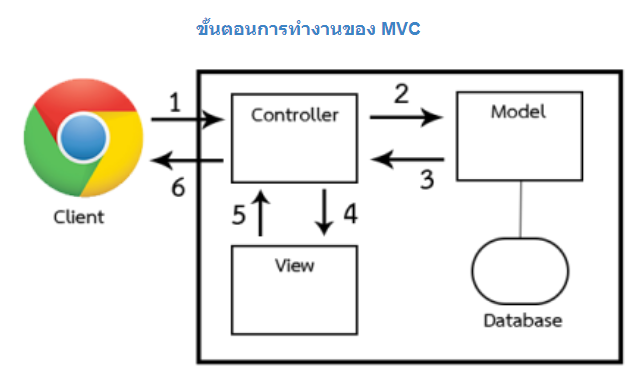 ขั้นตอนการทำงานของ MVC
1
2
Controller
Model
6
3
Client
5
4
View
Database